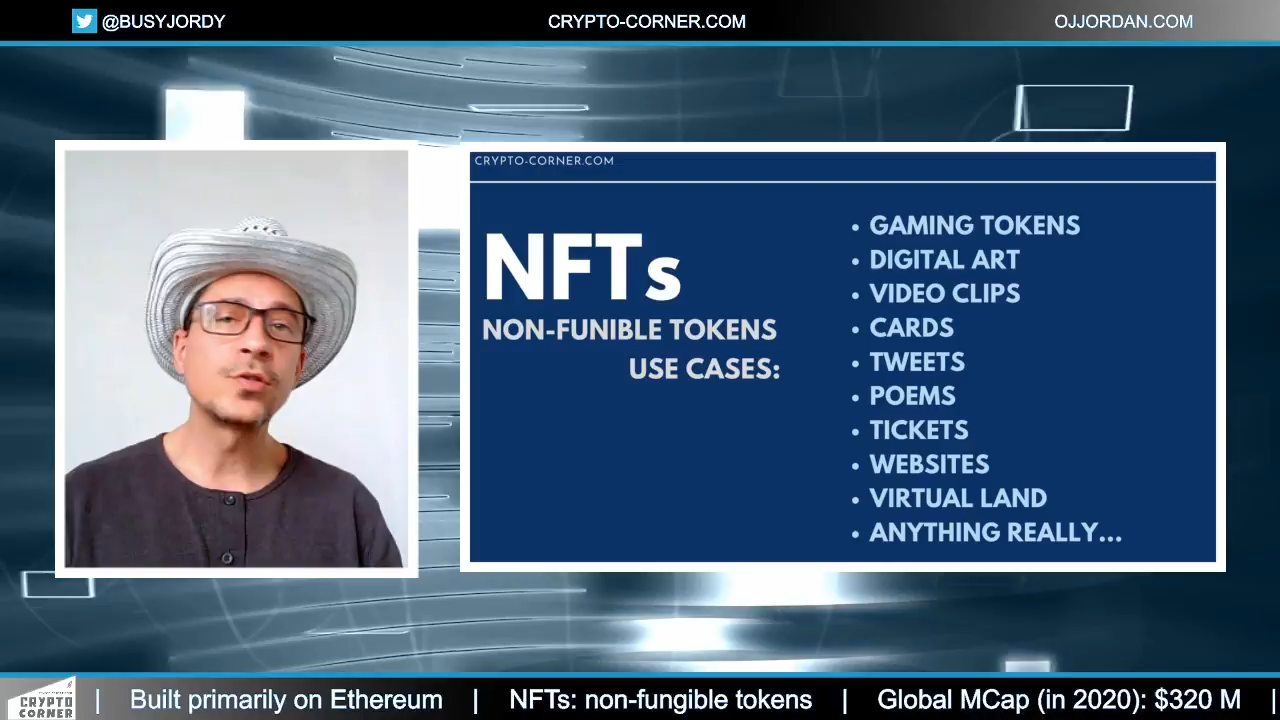 @BUSYJORDY
CRYPTO-CORNER.COM
OJJORDAN.COM
CRYPTO-CORNER.COM
NFTs
NON-FUNIBLE TOKENS
USE CASES:
• GAMING TOKENS
• DIGITAL ART
• VIDEO CLIPS
• CARDS
• TWEETS
• POEMS
• TICKETS
• WEBSITES
• VIRTUAL LAND
• ANYTHING REALLY...
CRYPTO
CORNER
| Built primarily on Ethereum | NFTs: non-fungible tokens | Global MCap (in 2020): $320 M |